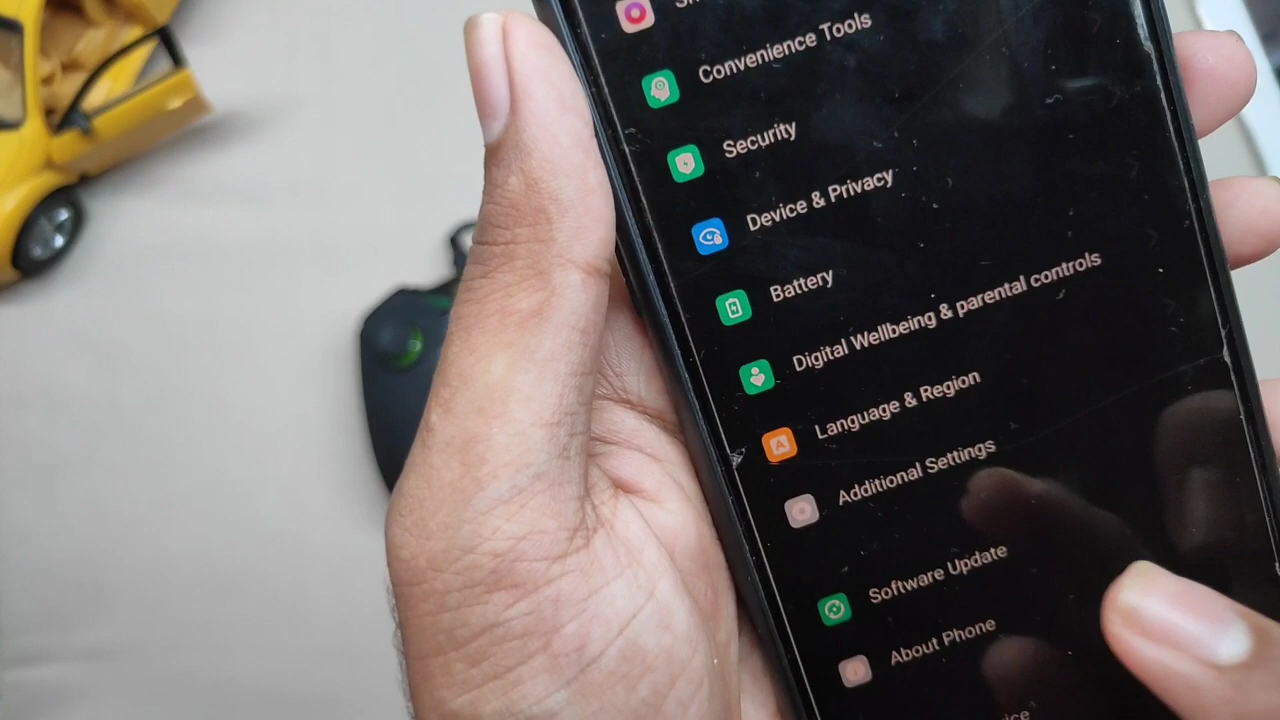 Convenience Tools
Security
Device & Privacy
Battery
Digital Wellbeing & parental controls
Language & Region
Additional Settings
Software Update
About Phone